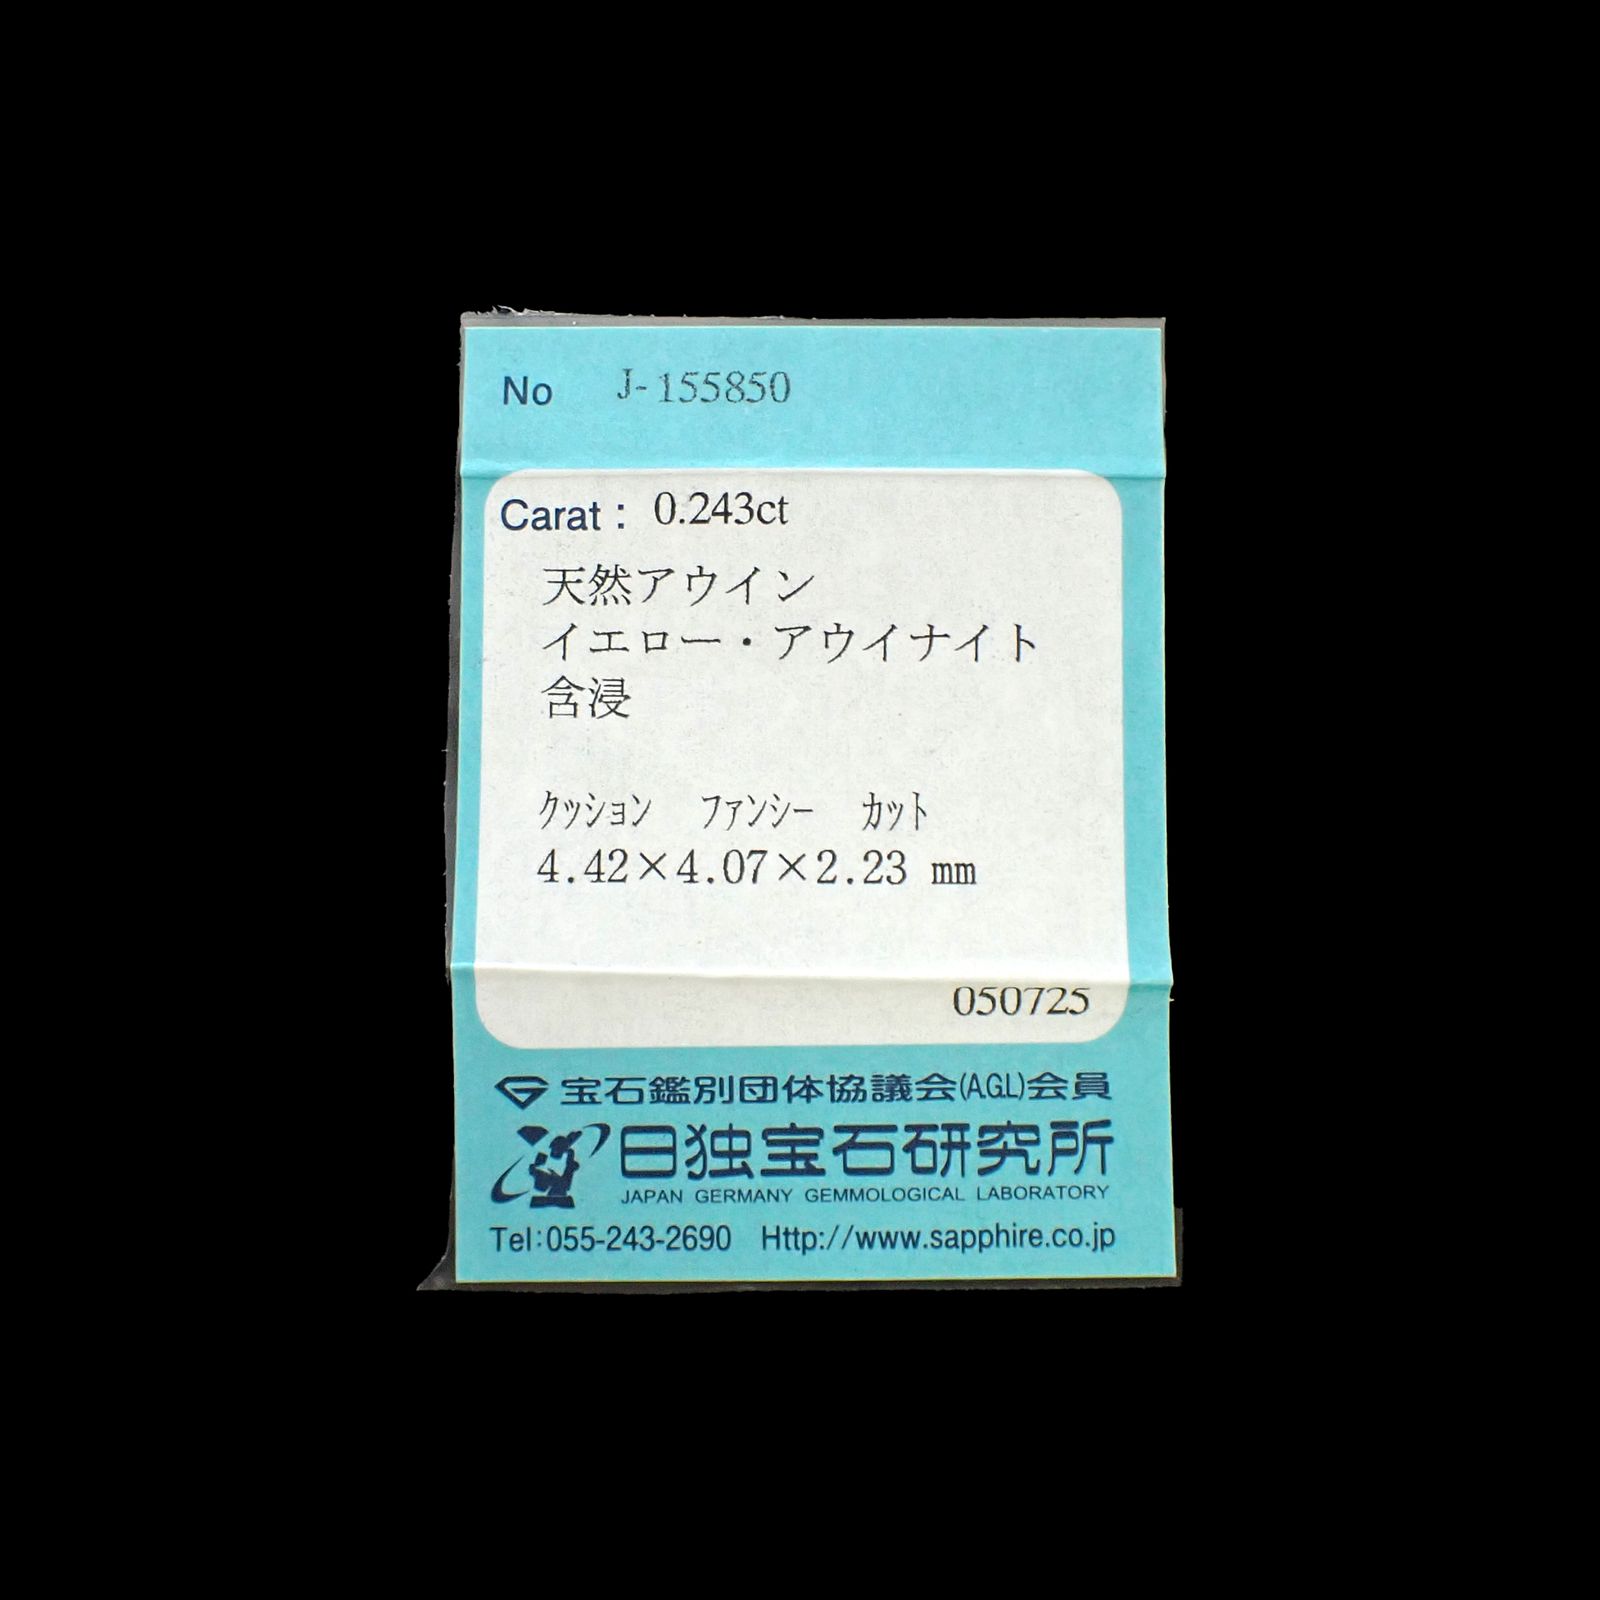 No J-155850
Carat : 0.243ct
天然アウイン
イエロー・アウイナイト
含浸
ｸｯｼｮﾝ ﾌｧﾝｼｰ ｶｯﾄ
4.42×4.07×2.23 mm
050725
宝石鑑別団体協議会(A.G.L)会員
日独宝石研究所
JAPAN GERMANY GEMMOLOGICAL LABORATORY
Tel:055-243-2690 Http://www.sapphire.co.jp